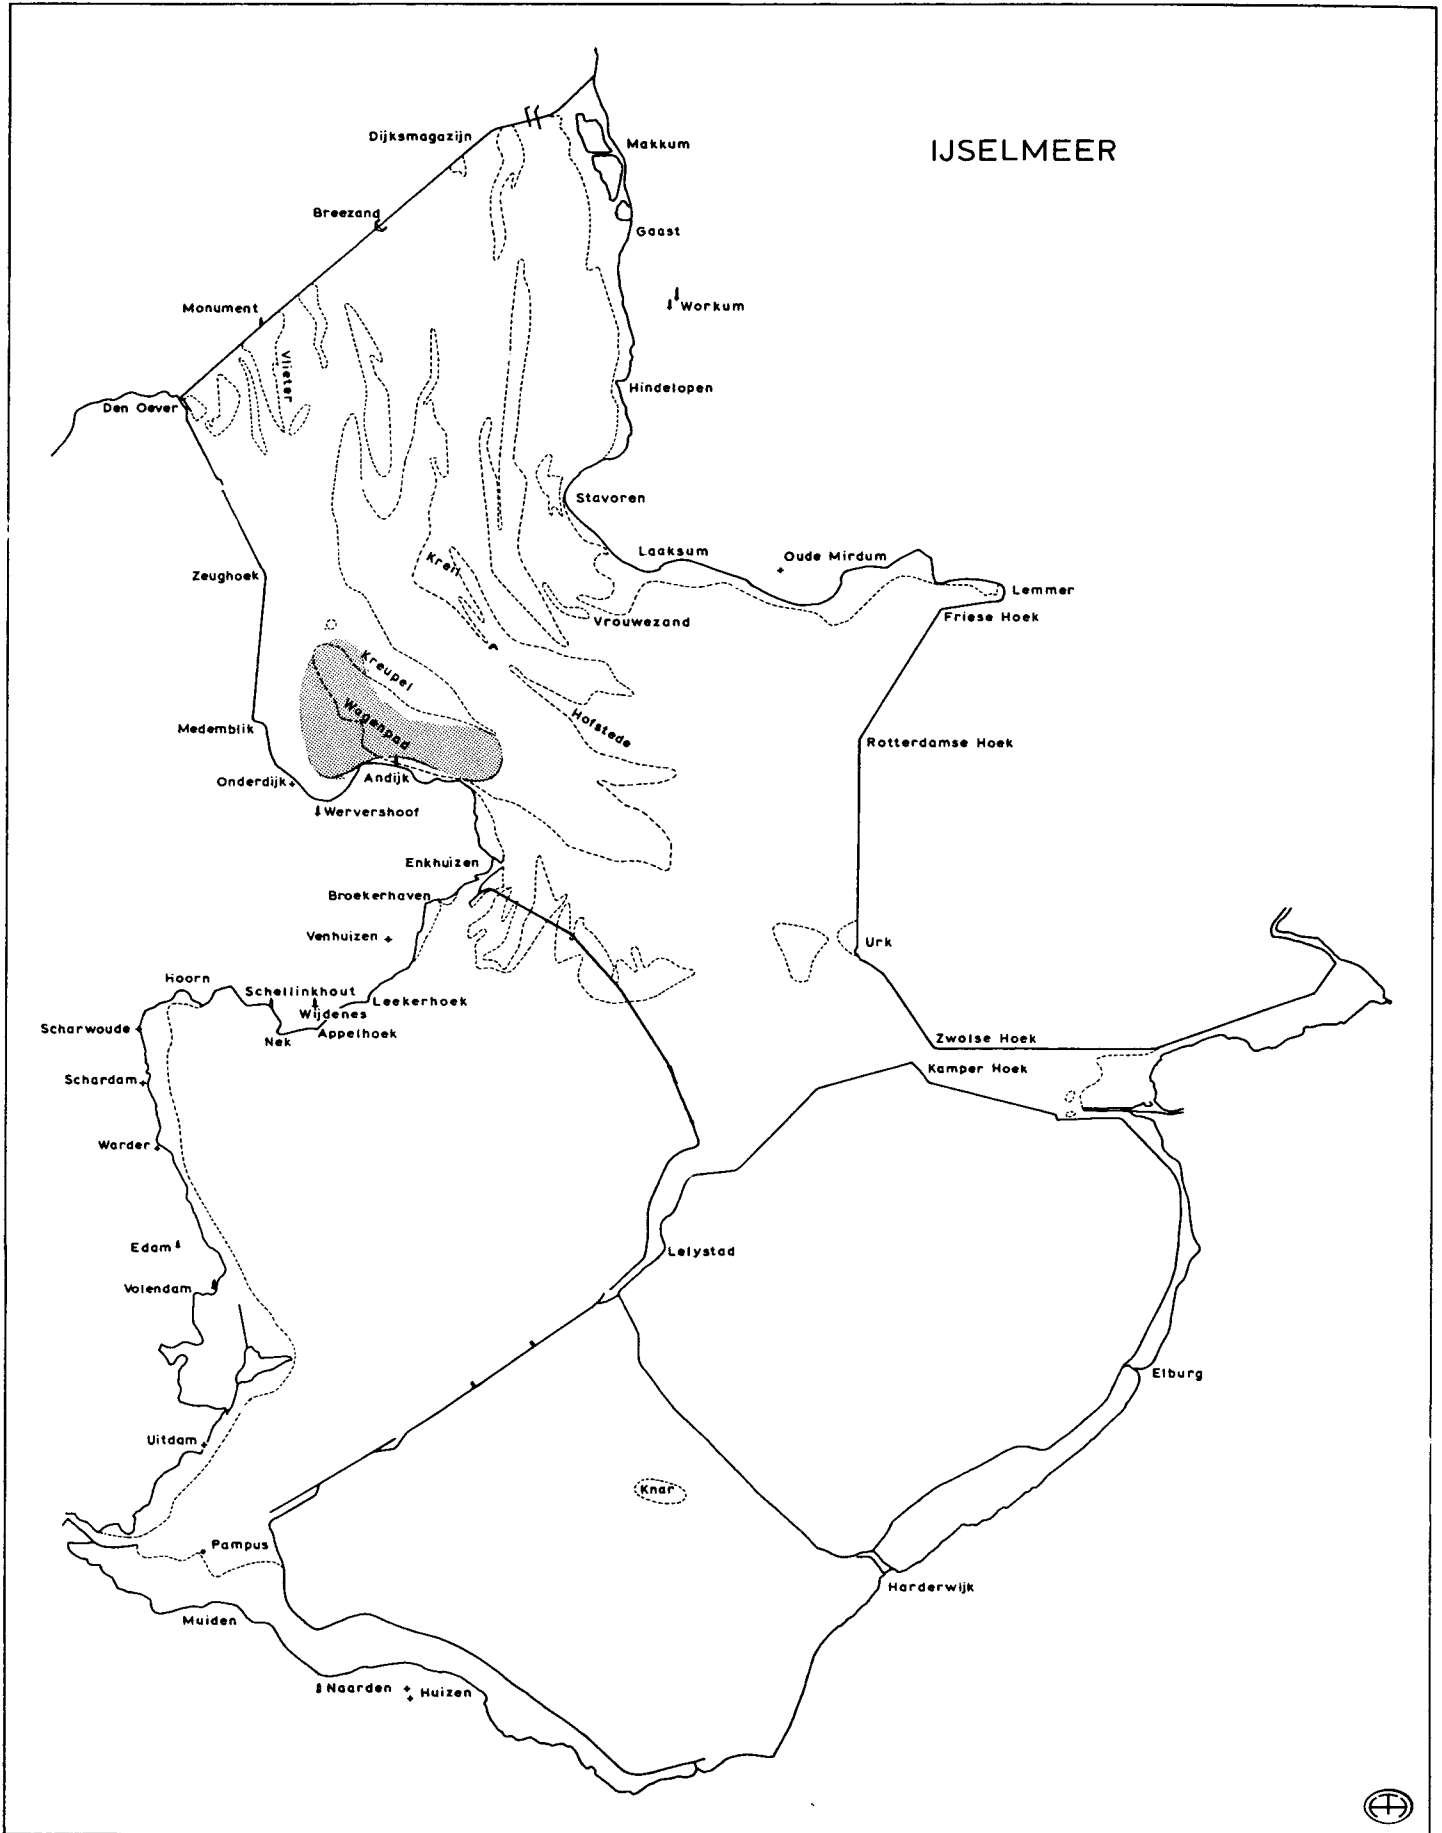 IJSELMEER
Dijksmagazijn
Makkum
Breezand
Gaast
Monument
Workum
Vlieter
Hindelopen
Den Oever
Stavoren
Laaksum
Oude Mirdum
Kreil
Zeughoek
Lemmer
Vrouwezand
Friese Hoek
Kreupel
Wagenpad
Hofstede
Medemblik
Rotterdamse Hoek
Onderdijk
Andijk
Wervershoof
Enkhuizen
Broekerhaven
Venhuizen
Urk
Hoorn
Schellinkhout
Leekerhoek
Wijdenes
Scharwoude
Appelhoek
Nek
Zwolse Hoek
Kamper Hoek
Schardam
Warder
Edam
Lelystad
Volendam
Elburg
Uitdam
Knar
Pampus
Harderwijk
Muiden
Naarden
Huizen